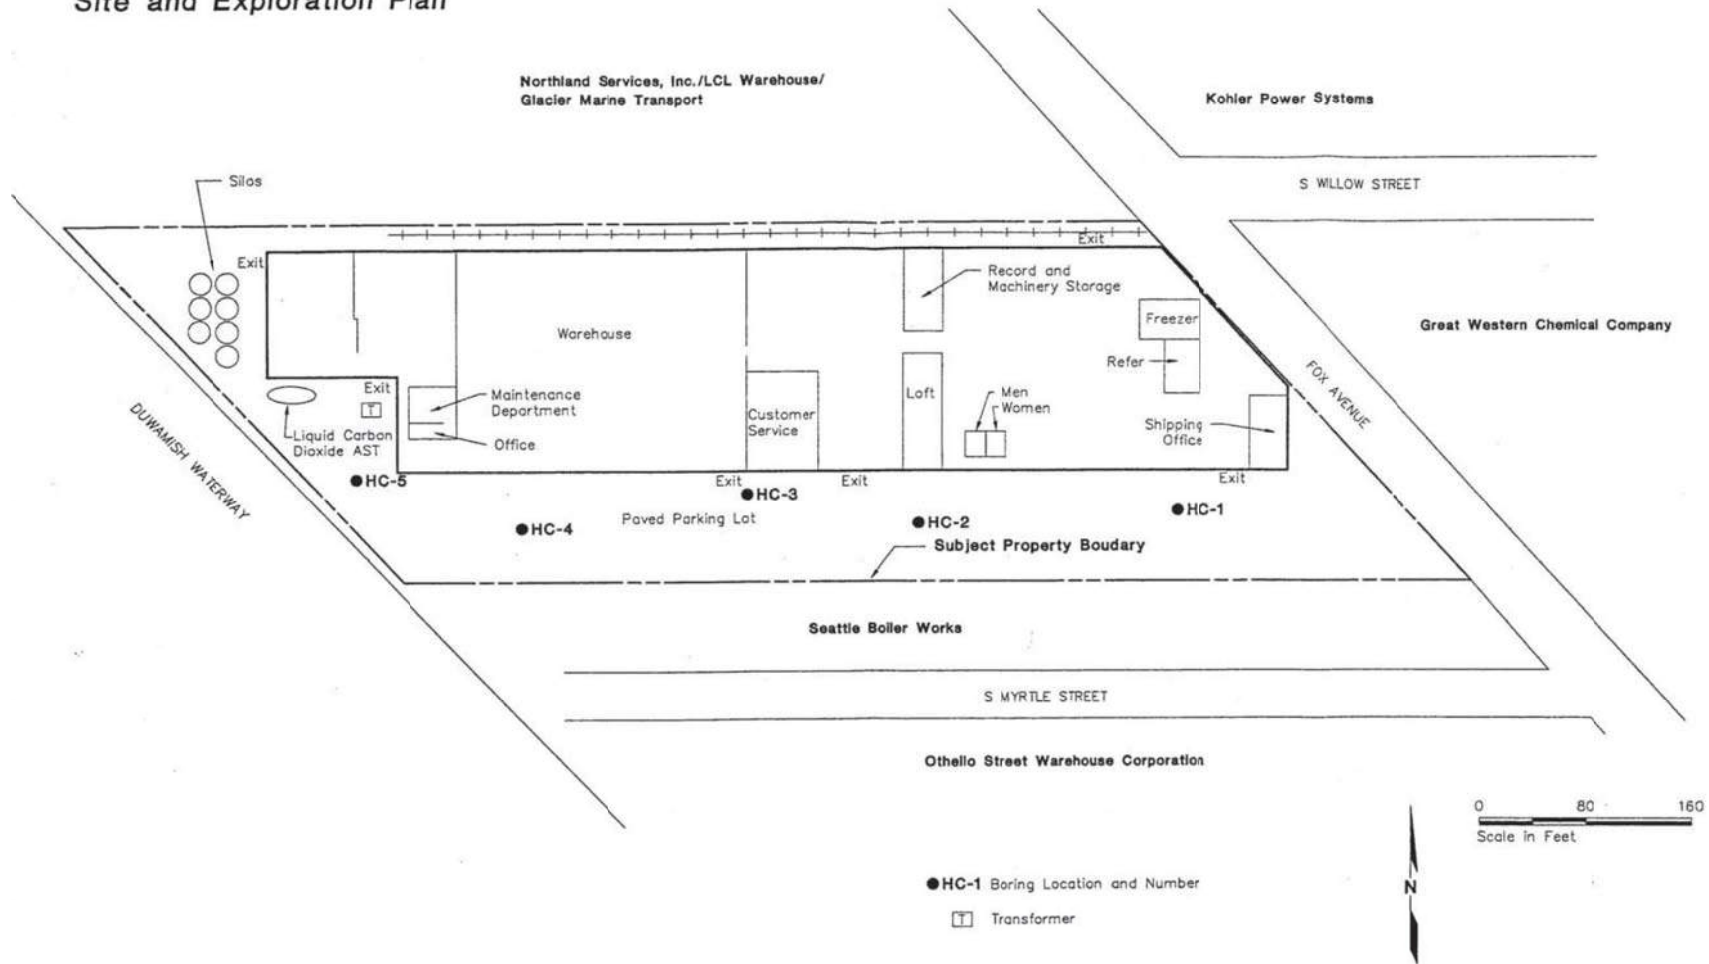 Site and Exploration Plan
Northland Services, Inc./LCL Warehouse/
Glacier Marine Transport
Kohler Power Systems
Silos
S WILLOW STREET
Exit
Exit
Record and
Machinery Storage
Warehouse
Freezer
Great Western Chemical Company
Refer
FOX AVENUE
Exit
Maintenance
Department
Loft
Men
Women
T
Customer
Service
Shipping
Office
DUWAMISH WATERWAY
Liquid Carbon
Dioxide AST
Office
HC-5
Exit
Exit
Exit
HC-3
HC-1
HC-4
Paved Parking Lot
HC-2
Subject Property Boudary
Seattle Boiler Works
S MYRTLE STREET
Othello Street Warehouse Corporation
0 80 160
Scale in Feet
HC-1 Boring Location and Number
N
T Transformer